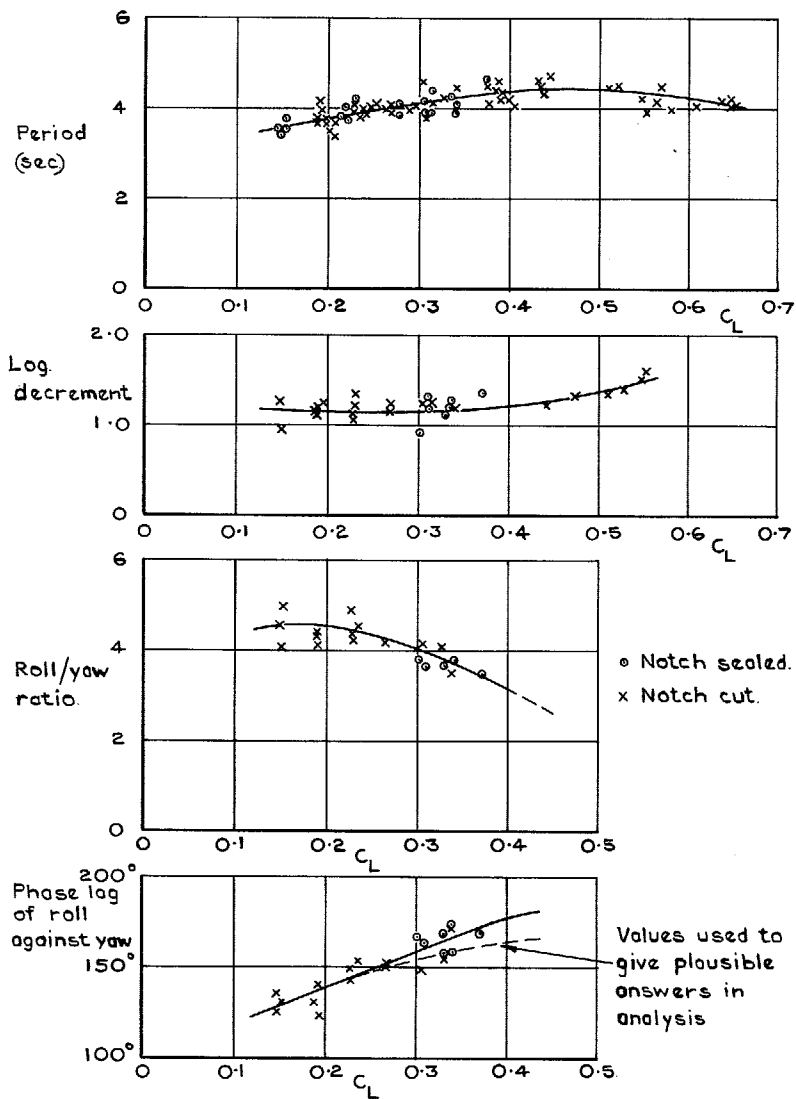 6
4
Period
(sec)
2
0
0 0.1 0.2 0.3 0.4 0.5 0.6 0.7
C_L
2.0
Log.
decrement
1.0
0
0 0.1 0.2 0.3 0.4 0.5 0.6 0.7
C_L
6
4
Roll/yaw
ratio.
2
0
0 0.1 0.2 0.3 0.4 0.5
C_L
⊙ Notch sealed.
× Notch cut.
200°
Phase lag
of roll
against yaw
150°
100°
0 0.1 0.2 0.3 0.4 0.5
C_L
Values used to
give plausible
answers in
analysis